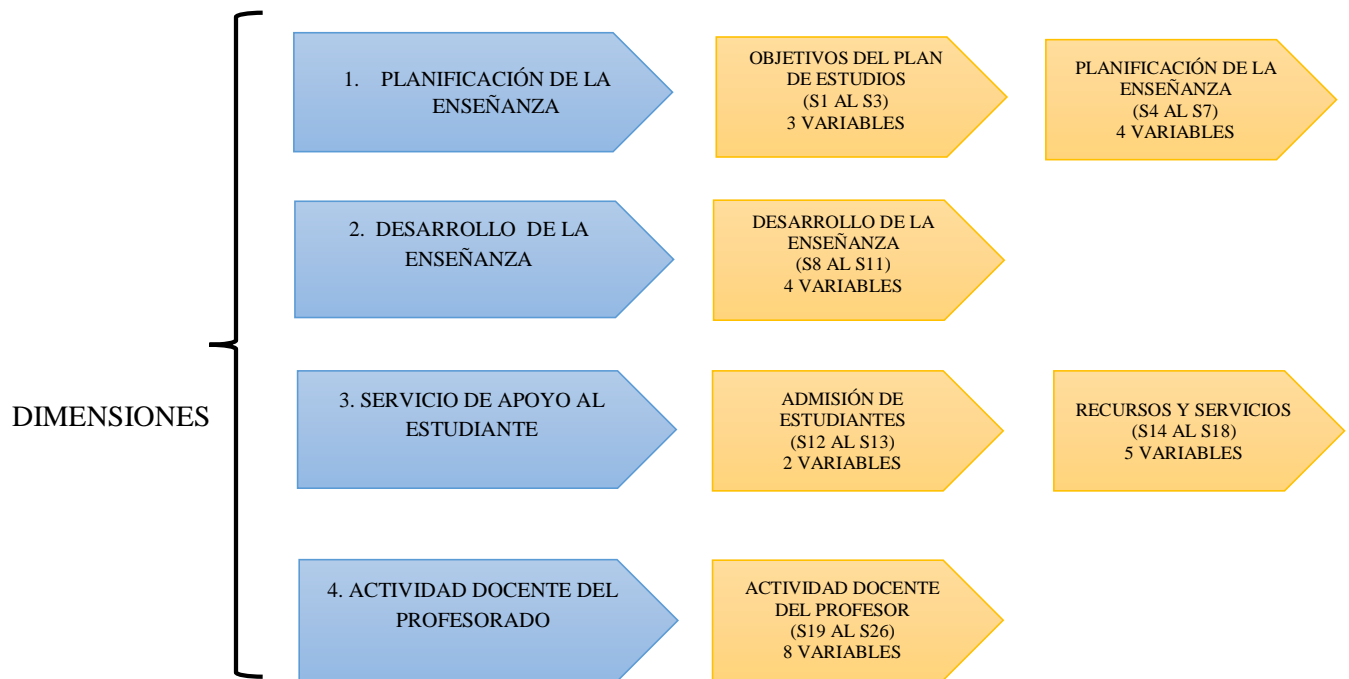 DIMENSIONES
1. PLANIFICACIÓN DE LA
ENSEÑANZA
OBJETIVOS DEL PLAN
DE ESTUDIOS
(S1 AL S3)
3 VARIABLES
PLANIFICACIÓN DE LA
ENSEÑANZA
(S4 AL S7)
4 VARIABLES
2. DESARROLLO DE LA
ENSEÑANZA
DESARROLLO DE LA
ENSEÑANZA
(S8 AL S11)
4 VARIABLES
3. SERVICIO DE APOYO AL
ESTUDIANTE
ADMISIÓN DE
ESTUDIANTES
(S12 AL S13)
2 VARIABLES
RECURSOS Y SERVICIOS
(S14 AL S18)
5 VARIABLES
4. ACTIVIDAD DOCENTE DEL
PROFESORADO
ACTIVIDAD DOCENTE
DEL PROFESOR
(S19 AL S26)
8 VARIABLES